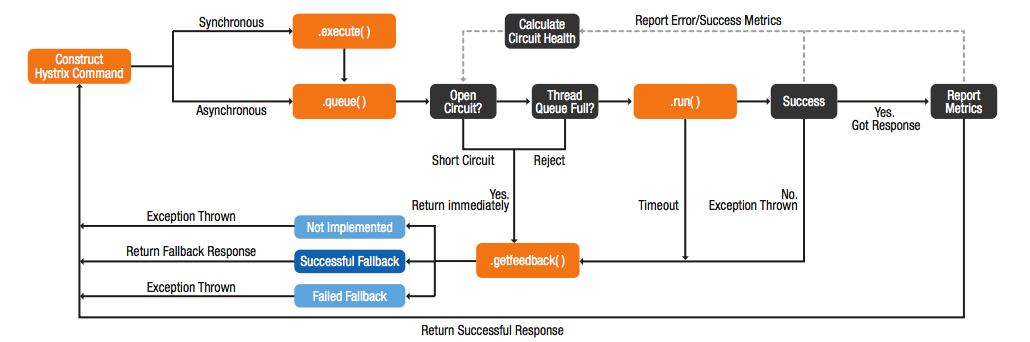 Synchronous
.execute( )
Calculate
Circuit Health
Report Error/Success Metrics
Construct
Hystrix Command
Asynchronous
.queue( )
Open
Circuit?
Thread
Queue Full?
.run( )
Success
Yes.
Got Response
Report
Metrics
Short Circuit
Reject
Yes.
Return immediately
Timeout
No.
Exception Thrown
Exception Thrown
Not Implemented
Return Fallback Response
Successful Fallback
.getfeedback( )
Exception Thrown
Failed Fallback
Return Successful Response